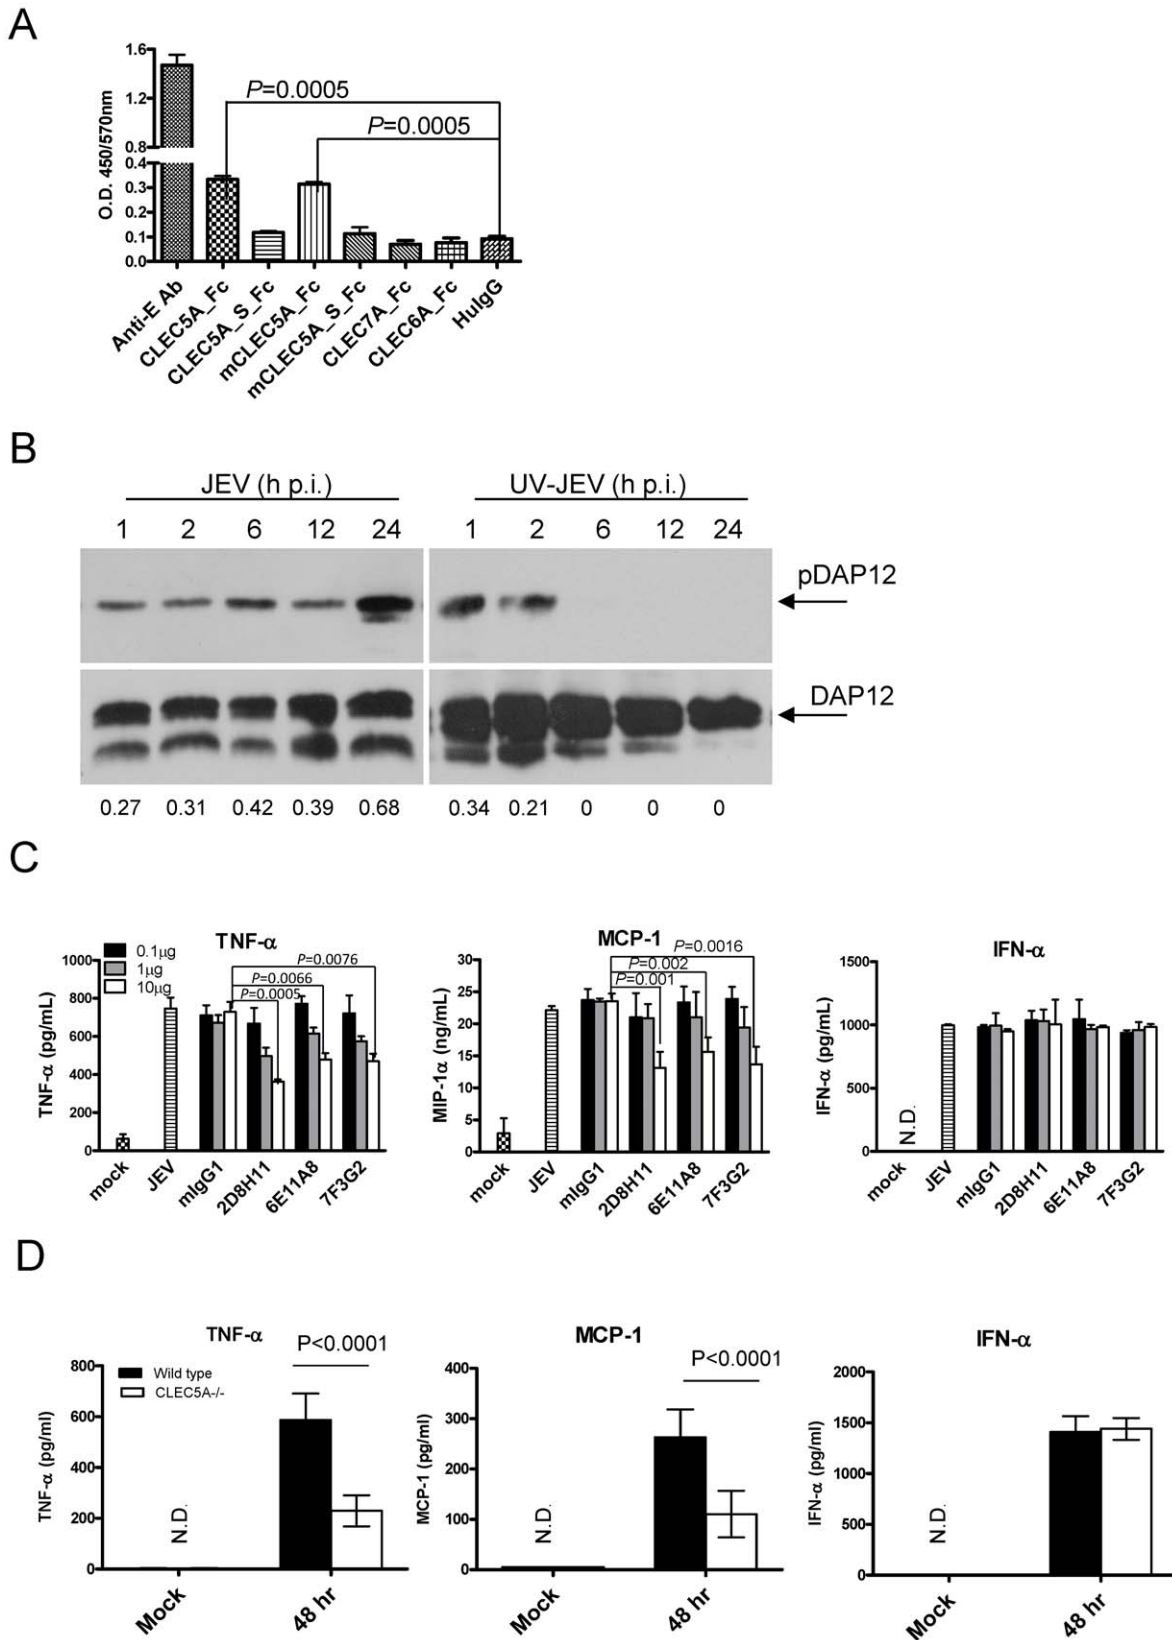 A
1.6
1.2
0.8
0.4
0.3
0.2
0.1
0.0
O.D. 450/570nm
P=0.0005
P=0.0005
Anti-E Ab
CLEC5A_Fc
CLEC5A_S_Fc
mCLEC5A_Fc
mCLEC5A_S_Fc
CLEC7A_Fc
CLEC6A_Fc
HuIgG
B
JEV (h p.i.)
UV-JEV (h p.i.)
1 2 6 12 24
1 2 6 12 24
pDAP12
DAP12
0.27 0.31 0.42 0.39 0.68
0.34 0.21 0 0 0
C
TNF-α
0.1μg
1μg
10μg
P=0.0076
P=0.0066
P=0.0005
1000
800
600
400
200
0
TNF-α (pg/mL)
mock
JEV
mIgG1
2D8H11
6E11A8
7F3G2
MCP-1
P=0.0016
P=0.002
P=0.001
30
25
20
15
10
5
0
MIP-1α (ng/mL)
mock
JEV
mIgG1
2D8H11
6E11A8
7F3G2
IFN-α
1500
1000
500
0
IFN-α (pg/mL)
N.D.
mock
JEV
mIgG1
2D8H11
6E11A8
7F3G2
D
TNF-α
P<0.0001
Wild type
CLEC5A-/-
800
600
400
200
0
TNF-α (pg/ml)
N.D.
Mock
48 hr
MCP-1
P<0.0001
400
300
200
100
0
MCP-1 (pg/ml)
N.D.
Mock
48 hr
IFN-α
2000
1500
1000
500
0
IFN-α (pg/ml)
N.D.
Mock
48 hr